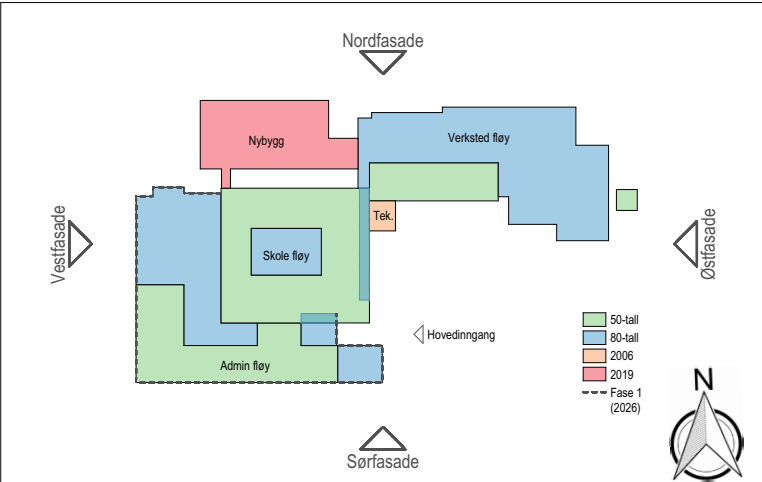 Nordfasade
Nybygg
Verksted fløy
Tek.
Vestfasade
Skole fløy
Østfasade
Hovedinngang
Admin fløy
50-tall
80-tall
2006
2019
Fase 1
(2026)
N
Sørfasade